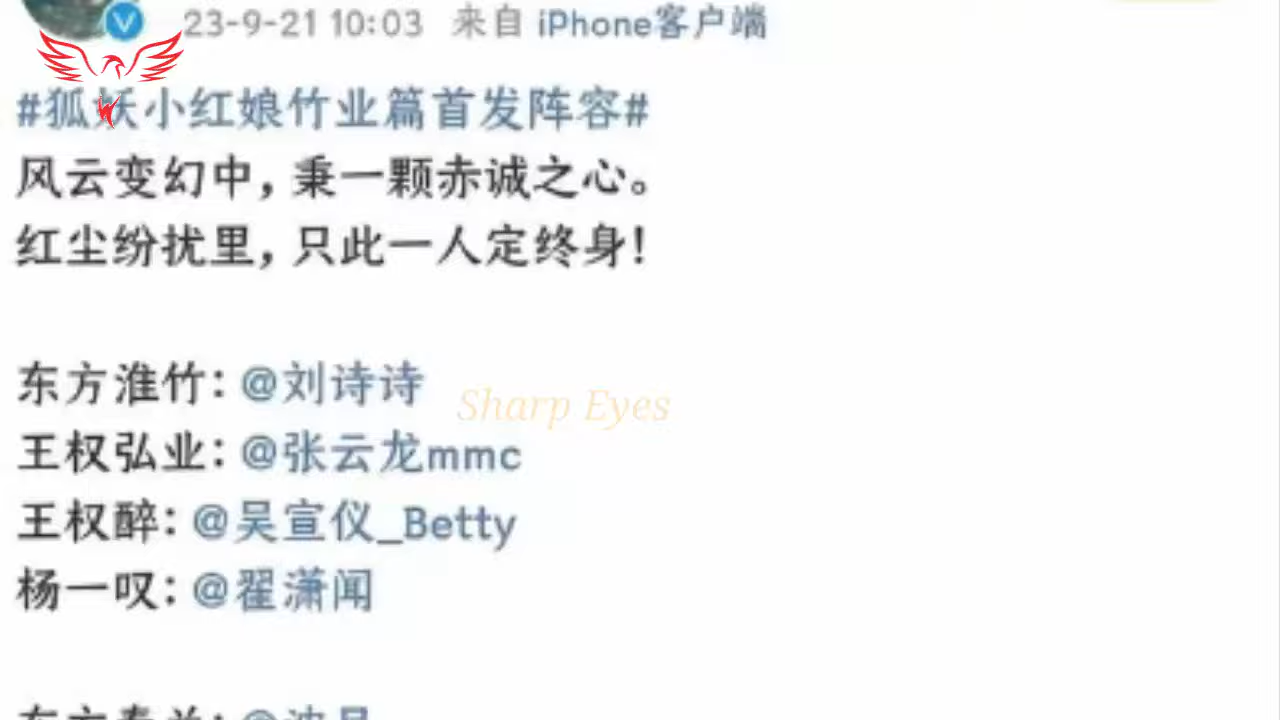 23-9-21 10:03 来自 iPhone客户端
#狐妖小红娘竹业篇首发阵容#
风云变幻中，秉一颗赤诚之心。
红尘纷扰里，只此一人定终身！
东方淮竹：@刘诗诗
Sharp Eyes
王权弘业：@张云龙mmc
王权醉：@吴宣仪_Betty
杨一叹：@翟潇闻